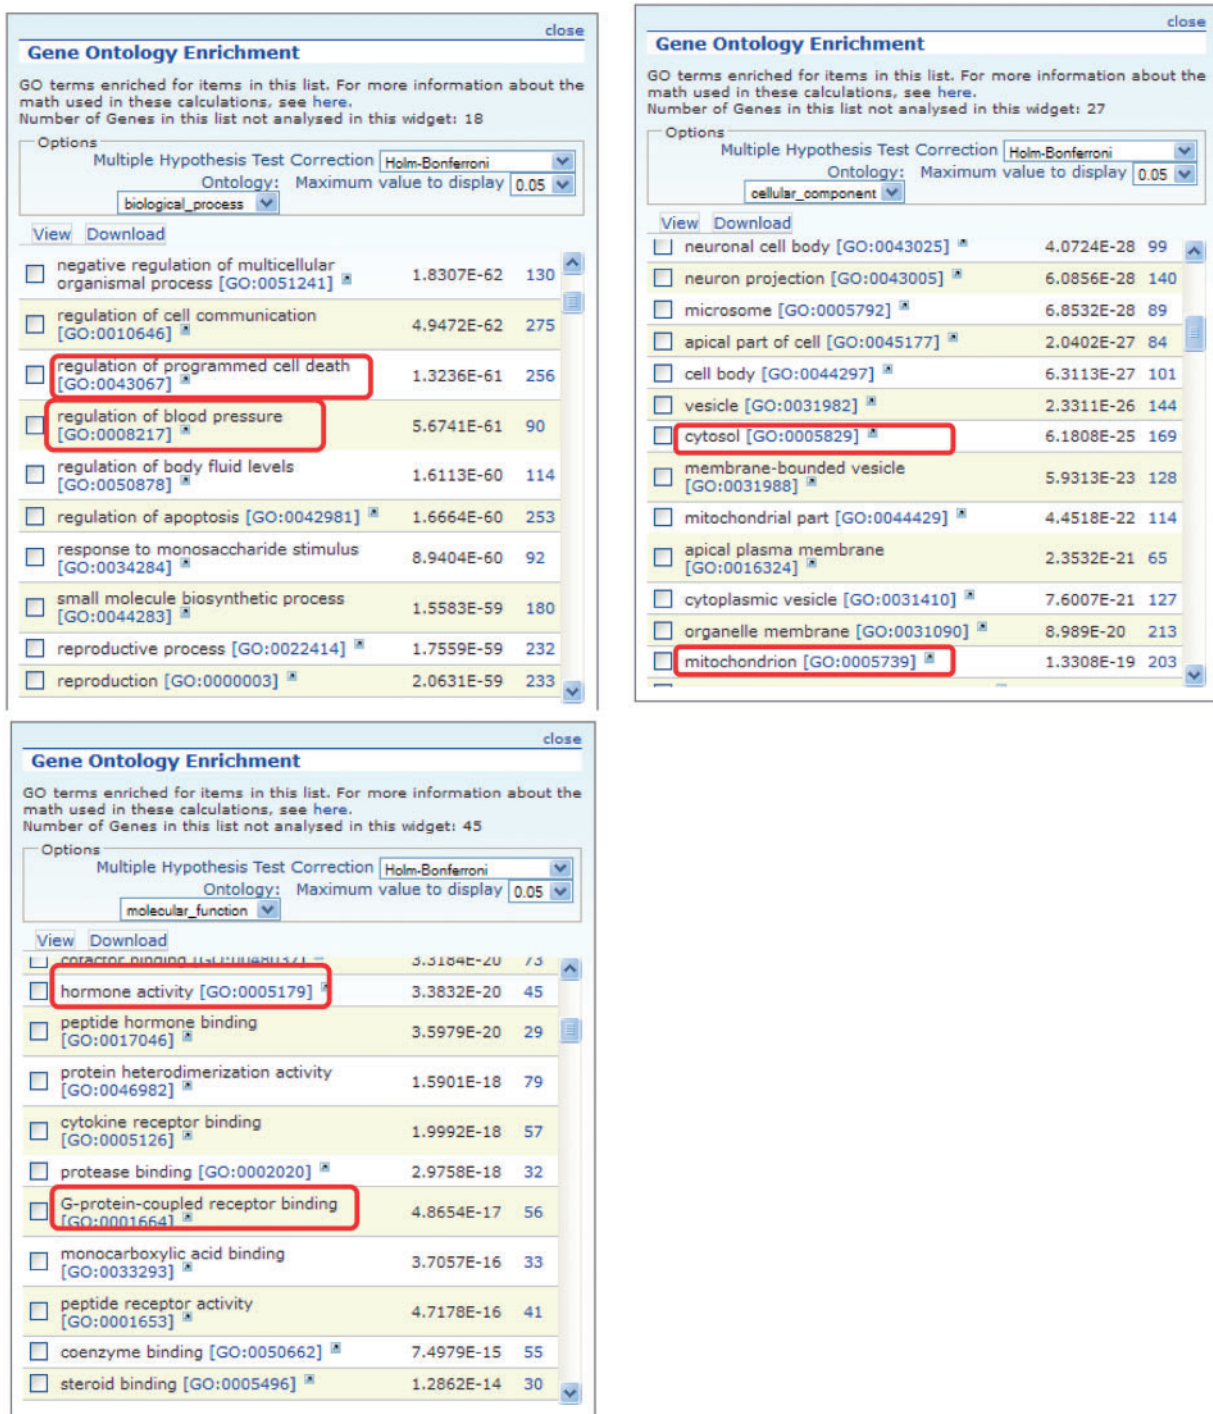 close
Gene Ontology Enrichment
GO terms enriched for items in this list. For more information about the
math used in these calculations, see here.
Number of Genes in this list not analysed in this widget: 18
Options
Multiple Hypothesis Test Correction Holm-Bonferroni
Ontology: Maximum value to display 0.05
biological_process
View Download
negative regulation of multicellular
organismal process [GO:0051241] 1.8307E-62 130
regulation of cell communication
[GO:0010646] 4.9472E-62 275
regulation of programmed cell death
[GO:0043067] 1.3236E-61 256
regulation of blood pressure
[GO:0008217] 5.6741E-61 90
regulation of body fluid levels
[GO:0050878] 1.6113E-60 114
regulation of apoptosis [GO:0042981] 1.6664E-60 253
response to monosaccharide stimulus
[GO:0034284] 8.9404E-60 92
small molecule biosynthetic process
[GO:0044283] 1.5583E-59 180
reproductive process [GO:0022414] 1.7559E-59 232
reproduction [GO:0000003] 2.0631E-59 233
close
Gene Ontology Enrichment
GO terms enriched for items in this list. For more information about the
math used in these calculations, see here.
Number of Genes in this list not analysed in this widget: 27
Options
Multiple Hypothesis Test Correction Holm-Bonferroni
Ontology: Maximum value to display 0.05
cellular_component
View Download
neuronal cell body [GO:0043025] 4.0724E-28 99
neuron projection [GO:0043005] 6.0856E-28 140
microsome [GO:0005792] 6.8532E-28 89
apical part of cell [GO:0045177] 2.0402E-27 84
cell body [GO:0044297] 6.3113E-27 101
vesicle [GO:0031982] 2.3311E-26 144
cytosol [GO:0005829] 6.1808E-25 169
membrane-bounded vesicle
[GO:0031988] 5.9313E-23 128
mitochondrial part [GO:0044429] 4.4518E-22 114
apical plasma membrane
[GO:0016324] 2.3532E-21 65
cytoplasmic vesicle [GO:0031410] 7.6007E-21 127
organelle membrane [GO:0031090] 8.989E-20 213
mitochondrion [GO:0005739] 1.3308E-19 203
close
Gene Ontology Enrichment
GO terms enriched for items in this list. For more information about the
math used in these calculations, see here.
Number of Genes in this list not analysed in this widget: 45
Options
Multiple Hypothesis Test Correction Holm-Bonferroni
Ontology: Maximum value to display 0.05
molecular_function
View Download
cofactor binding [GO:0048037] 3.3184E-20 73
hormone activity [GO:0005179] 3.3832E-20 45
peptide hormone binding
[GO:0017046] 3.5979E-20 29
protein heterodimerization activity
[GO:0046982] 1.5901E-18 79
cytokine receptor binding
[GO:0005126] 1.9992E-18 57
protease binding [GO:0002020] 2.9758E-18 32
G-protein-coupled receptor binding
[GO:0001664] 4.8654E-17 56
monocarboxylic acid binding
[GO:0033293] 3.7057E-16 33
peptide receptor activity
[GO:0001653] 4.7178E-16 41
coenzyme binding [GO:0050662] 7.4979E-15 55
steroid binding [GO:0005496] 1.2862E-14 30